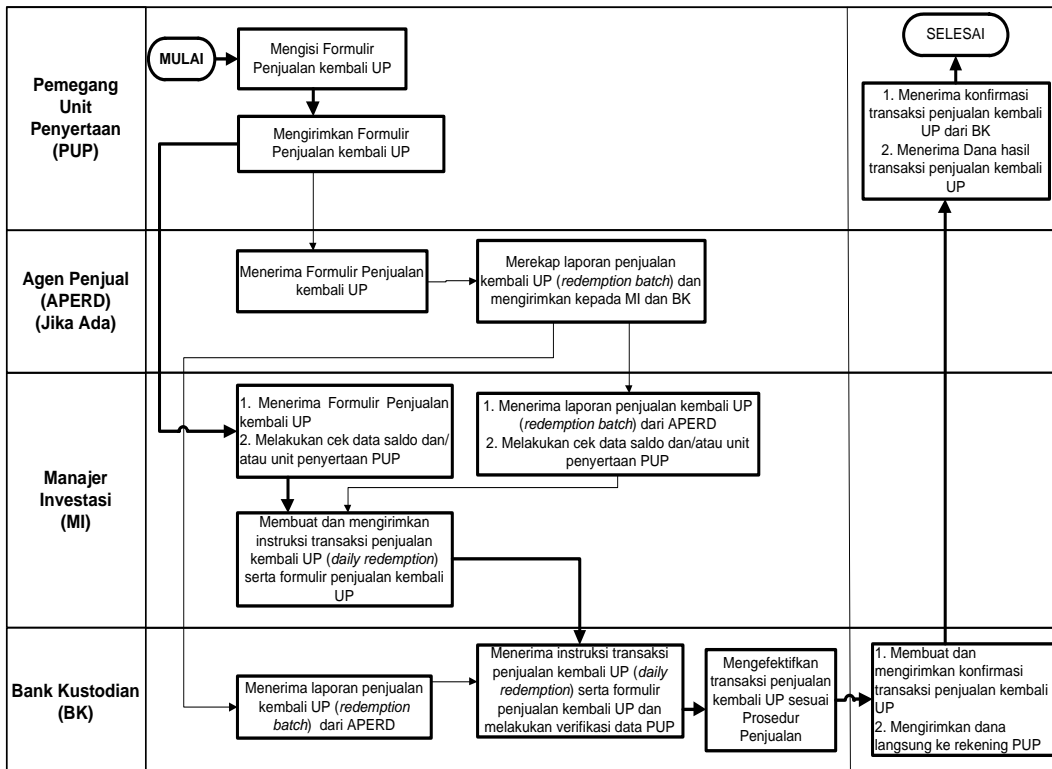 Pemegang
Unit
Penyertaan
(PUP)
MULAI
Mengisi Formulir
Penjualan kembali UP
Mengirimkan Formulir
Penjualan kembali UP
SELESAI
1. Menerima konfirmasi
transaksi penjualan kembali
UP dari BK
2. Menerima Dana hasil
transaksi penjualan kembali
UP
Agen Penjual
(APERD)
(Jika Ada)
Menerima Formulir Penjualan
kembali UP
Merekap laporan penjualan
kembali UP (redemption batch) dan
mengirimkan kepada MI dan BK
Manajer
Investasi
(MI)
1. Menerima Formulir Penjualan
kembali UP
2. Melakukan cek data saldo dan/
atau unit penyertaan PUP
1. Menerima laporan penjualan kembali UP
(redemption batch) dari APERD
2. Melakukan cek data saldo dan/atau unit
penyertaan PUP
Membuat dan mengirimkan
instruksi transaksi penjualan
kembali UP (daily redemption)
serta formulir penjualan kembali
UP
Bank Kustodian
(BK)
Menerima laporan penjualan
kembali UP (redemption
batch) dari APERD
Menerima instruksi transaksi
penjualan kembali UP (daily
redemption) serta formulir
penjualan kembali UP dan
melakukan verifikasi data PUP
Mengefektifkan
transaksi penjualan
kembali UP sesuai
Prosedur
Penjualan
1. Membuat dan
mengirimkan konfirmasi
transaksi penjualan kembali
UP
2. Mengirimkan dana
langsung ke rekening PUP